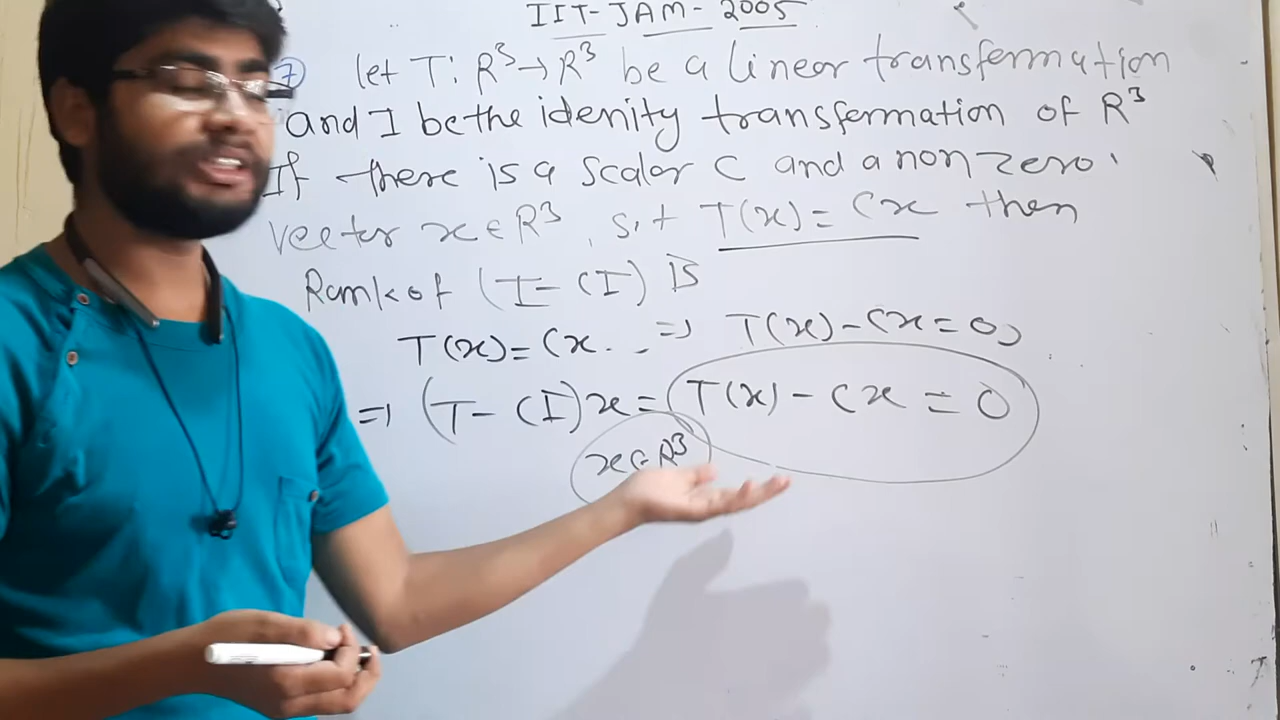 IIT-JAM-2005
7 let T: R³→R³ be a linear transformation
and I be the idenity transformation of R³
If there is a scalar C and a non zero
vector x∈R³, s.t T(x)=Cx then
Rank of (T-CI) is
T(x)=Cx. ⇒ T(x)-Cx=0
⇒ (T-CI)x = T(x)-Cx=0
x∈R³